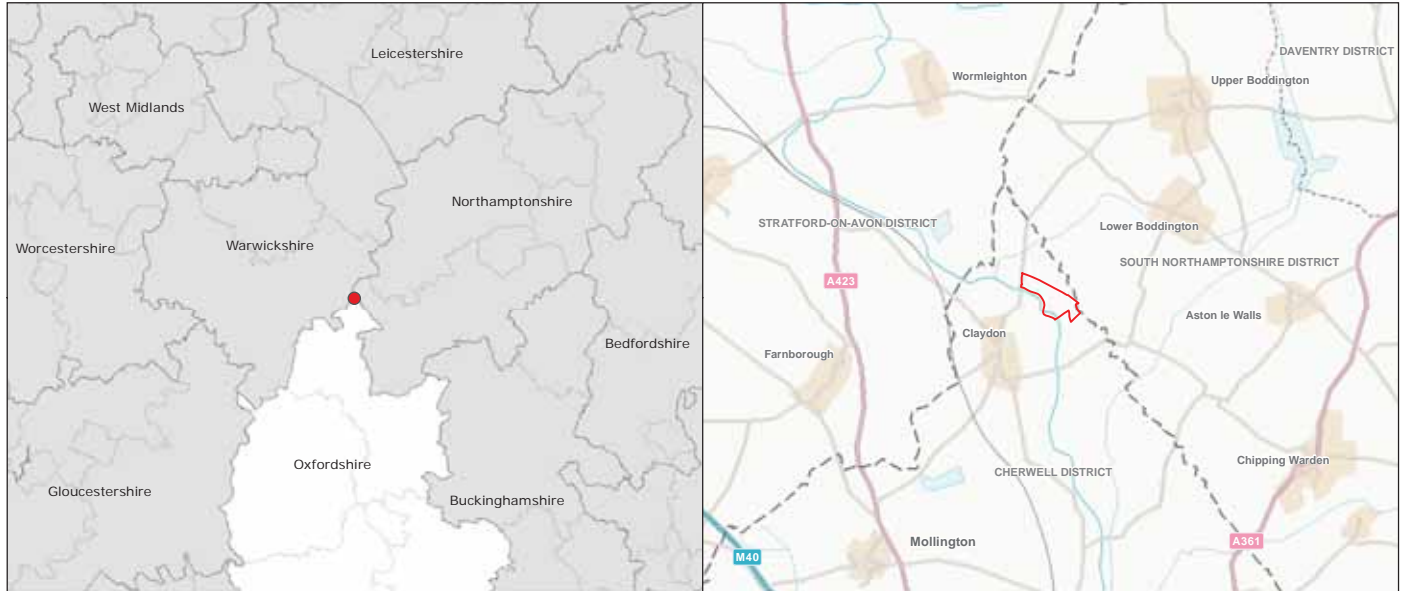 Leicestershire
West Midlands
Northamptonshire
Worcestershire
Warwickshire
Bedfordshire
Oxfordshire
Gloucestershire
Buckinghamshire
DAVENTRY DISTRICT
Wormleighton
Upper Boddington
STRATFORD-ON-AVON DISTRICT
Lower Boddington
SOUTH NORTHAMPTONSHIRE DISTRICT
A423
Aston le Walls
Claydon
Farnborough
Chipping Warden
CHERWELL DISTRICT
Mollington
A361
M40